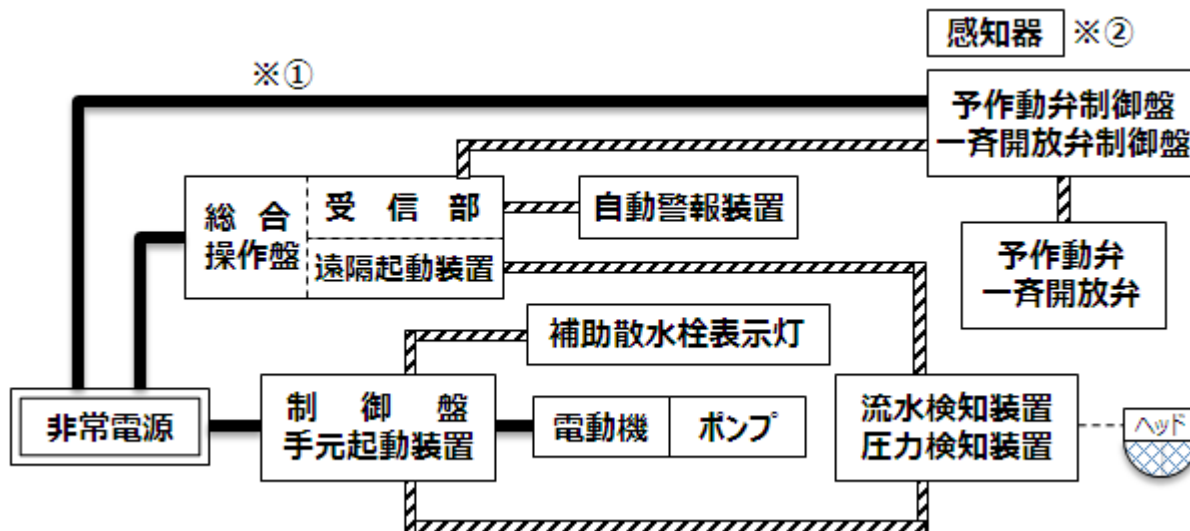 感知器 ※②
※①
予作動弁制御盤
一斉開放弁制御盤
総合
操作盤
受信部
自動警報装置
遠隔起動装置
予作動弁
一斉開放弁
補助散水栓表示灯
非常電源
制御盤
手元起動装置
電動機
ポンプ
流水検知装置
圧力検知装置
ヘッド